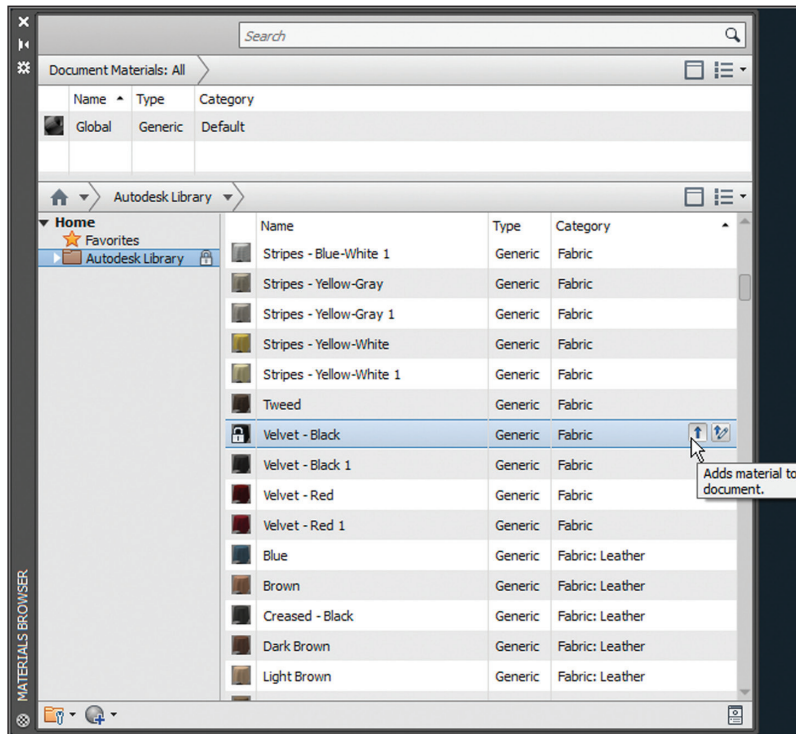 Search
Document Materials: All
Name Type Category
Global Generic Default
Autodesk Library
Home
Favorites
Autodesk Library
Name Type Category
Stripes - Blue-White 1 Generic Fabric
Stripes - Yellow-Gray Generic Fabric
Stripes - Yellow-Gray 1 Generic Fabric
Stripes - Yellow-White Generic Fabric
Stripes - Yellow-White 1 Generic Fabric
Tweed Generic Fabric
Velvet - Black Generic Fabric
Adds material to
document.
Velvet - Black 1 Generic Fabric
Velvet - Red Generic Fabric
Velvet - Red 1 Generic Fabric
Blue Generic Fabric: Leather
Brown Generic Fabric: Leather
Creased - Black Generic Fabric: Leather
Dark Brown Generic Fabric: Leather
Light Brown Generic Fabric: Leather
MATERIALS BROWSER